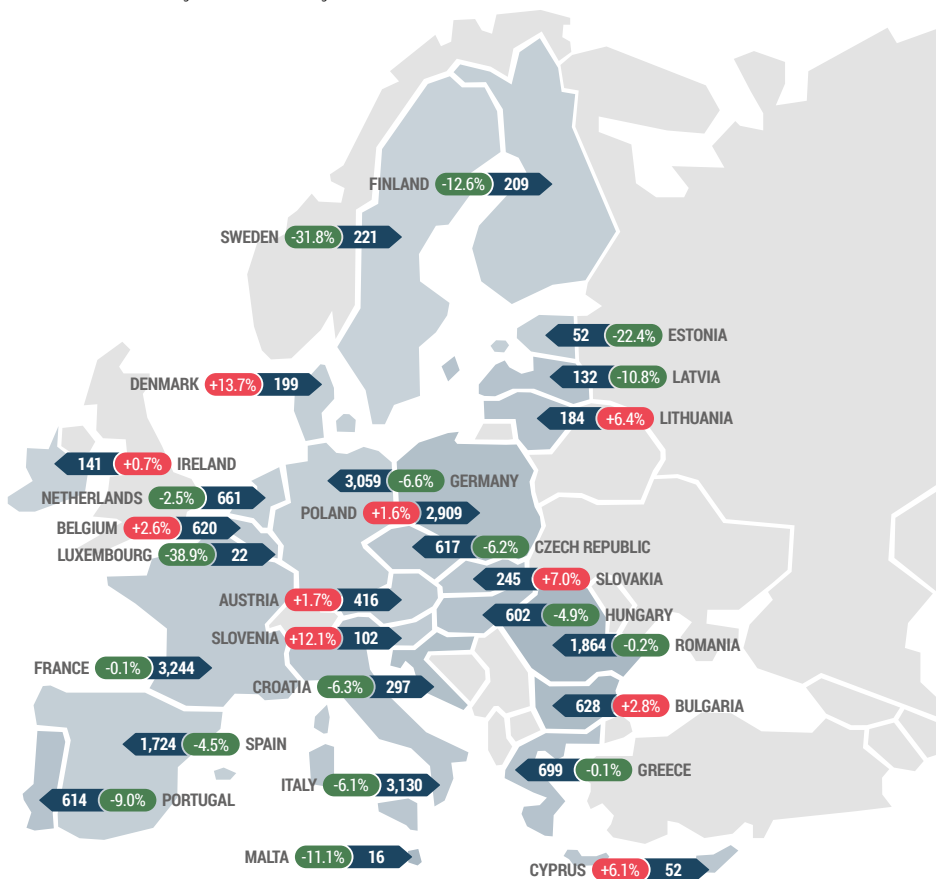 FINLAND -12.6% 209
SWEDEN -31.8% 221
52 -22.4% ESTONIA
132 -10.8% LATVIA
DENMARK +13.7% 199
184 +6.4% LITHUANIA
141 +0.7% IRELAND
3,059 -6.6% GERMANY
NETHERLANDS -2.5% 661
POLAND +1.6% 2,909
BELGIUM +2.6% 620
617 -6.2% CZECH REPUBLIC
LUXEMBOURG -38.9% 22
245 +7.0% SLOVAKIA
AUSTRIA +1.7% 416
602 -4.9% HUNGARY
SLOVENIA +12.1% 102
1,864 -0.2% ROMANIA
FRANCE -0.1% 3,244
CROATIA -6.3% 297
628 +2.8% BULGARIA
1,724 -4.5% SPAIN
699 -0.1% GREECE
ITALY -6.1% 3,130
614 -9.0% PORTUGAL
MALTA -11.1% 16
CYPRUS +6.1% 52